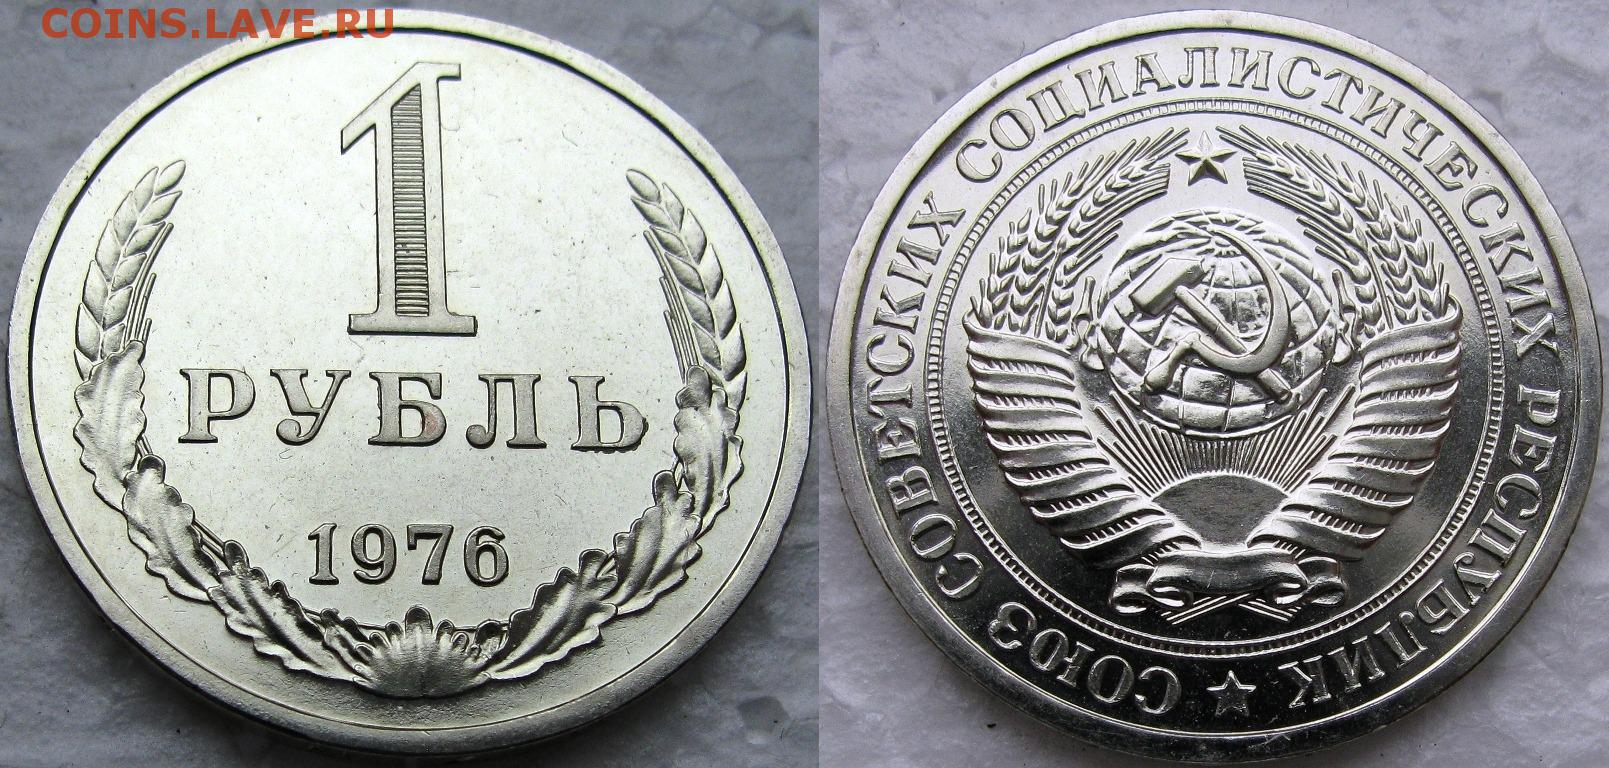 COINS.LAVE.RU
1
РУБЛЬ
1976
СОЮЗ СОВЕТСКИХ СОЦИАЛИСТИЧЕСКИХ РЕСПУБЛИК